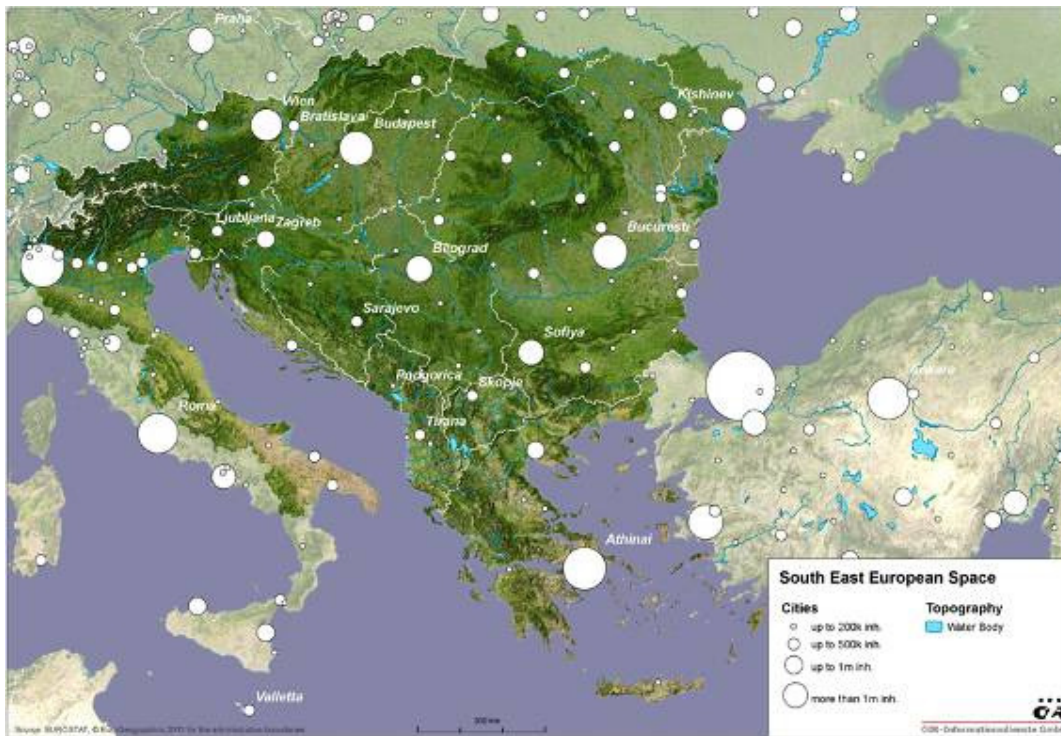 Praha
Kishinev
Wien
Bratislava
Budapest
Ljubljana
Zagreb
Beograd
Bucuresti
Sarajevo
Sofiya
Podgorica
Skopje
Ankara
Roma
Tirana
Athinai
Valletta
South East European Space
Cities
up to 200k inh.
up to 500k inh.
up to 1m inh.
more than 1m inh.
Topography
Water Body